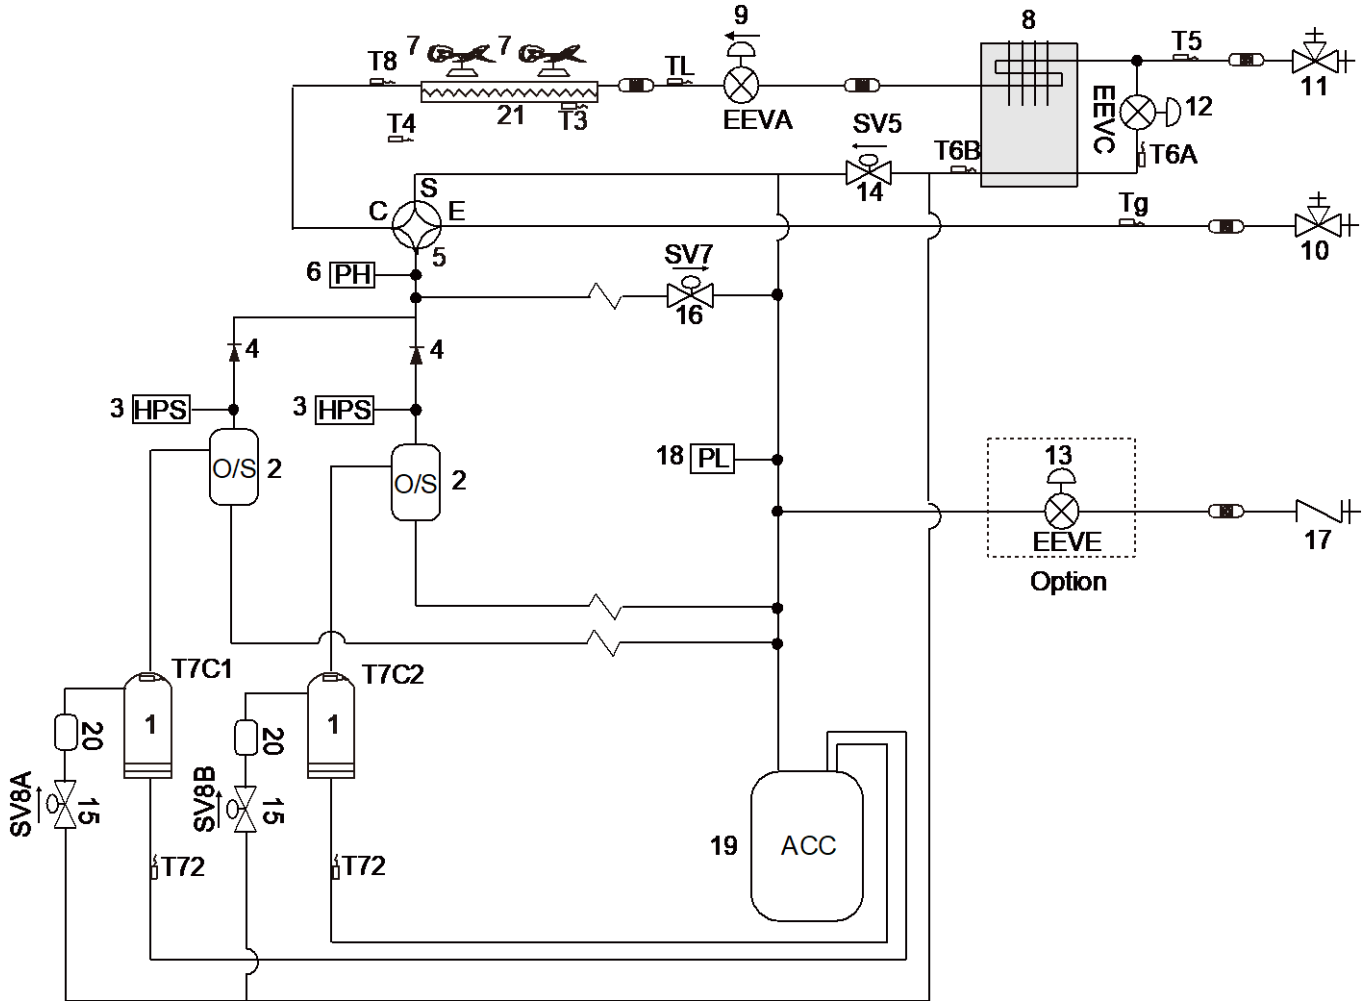 9
8
7
7
T8
TL
T5
21
T3
EEVA
11
EEVC
12
T4
SV5
T6B
T6A
14
S
C
E
5
Tg
10
6
PH
SV7
16
4
4
3
HPS
3
HPS
O/S
2
O/S
2
18
PL
13
EEVE
17
Option
T7C1
T7C2
1
1
20
20
SV8A
15
SV8B
15
T72
T72
19
ACC